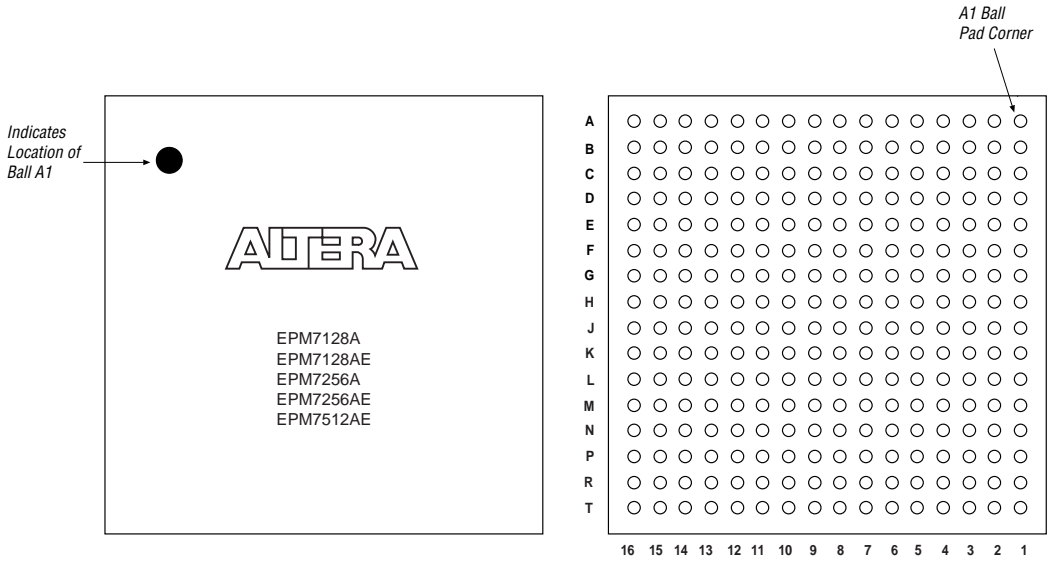 A1 Ball
Pad Corner
Indicates
Location of
Ball A1
ALTERA
EPM7128A
EPM7128AE
EPM7256A
EPM7256AE
EPM7512AE
A
B
C
D
E
F
G
H
J
K
L
M
N
P
R
T
16 15 14 13 12 11 10 9 8 7 6 5 4 3 2 1